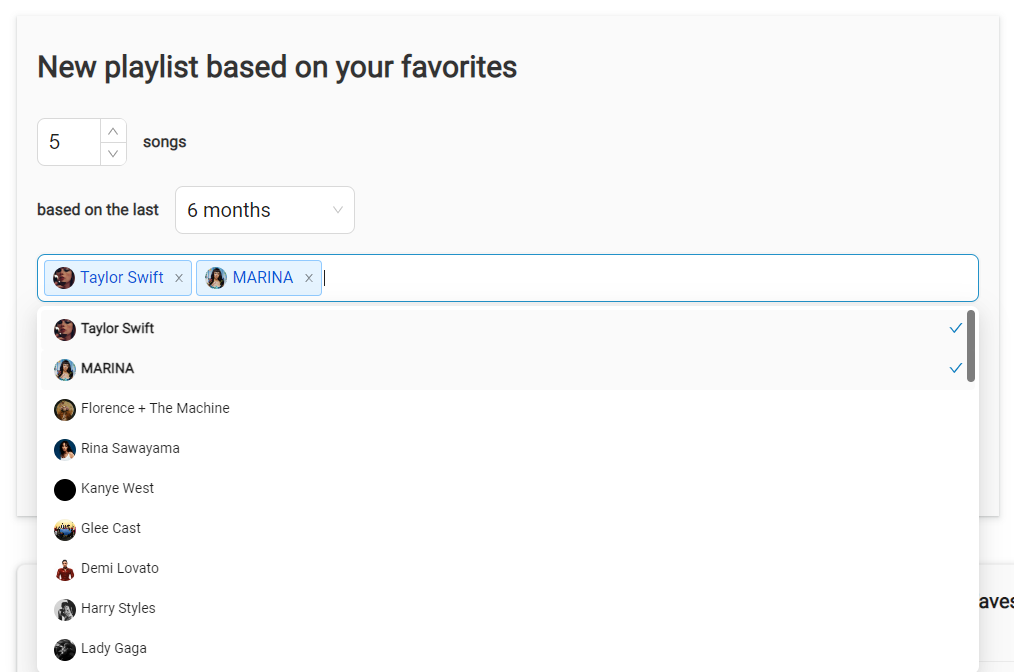 New playlist based on your favorites
5 songs
based on the last 6 months
Taylor Swift × MARINA ×
Taylor Swift
MARINA
Florence + The Machine
Rina Sawayama
Kanye West
Glee Cast
Demi Lovato
Harry Styles
Lady Gaga